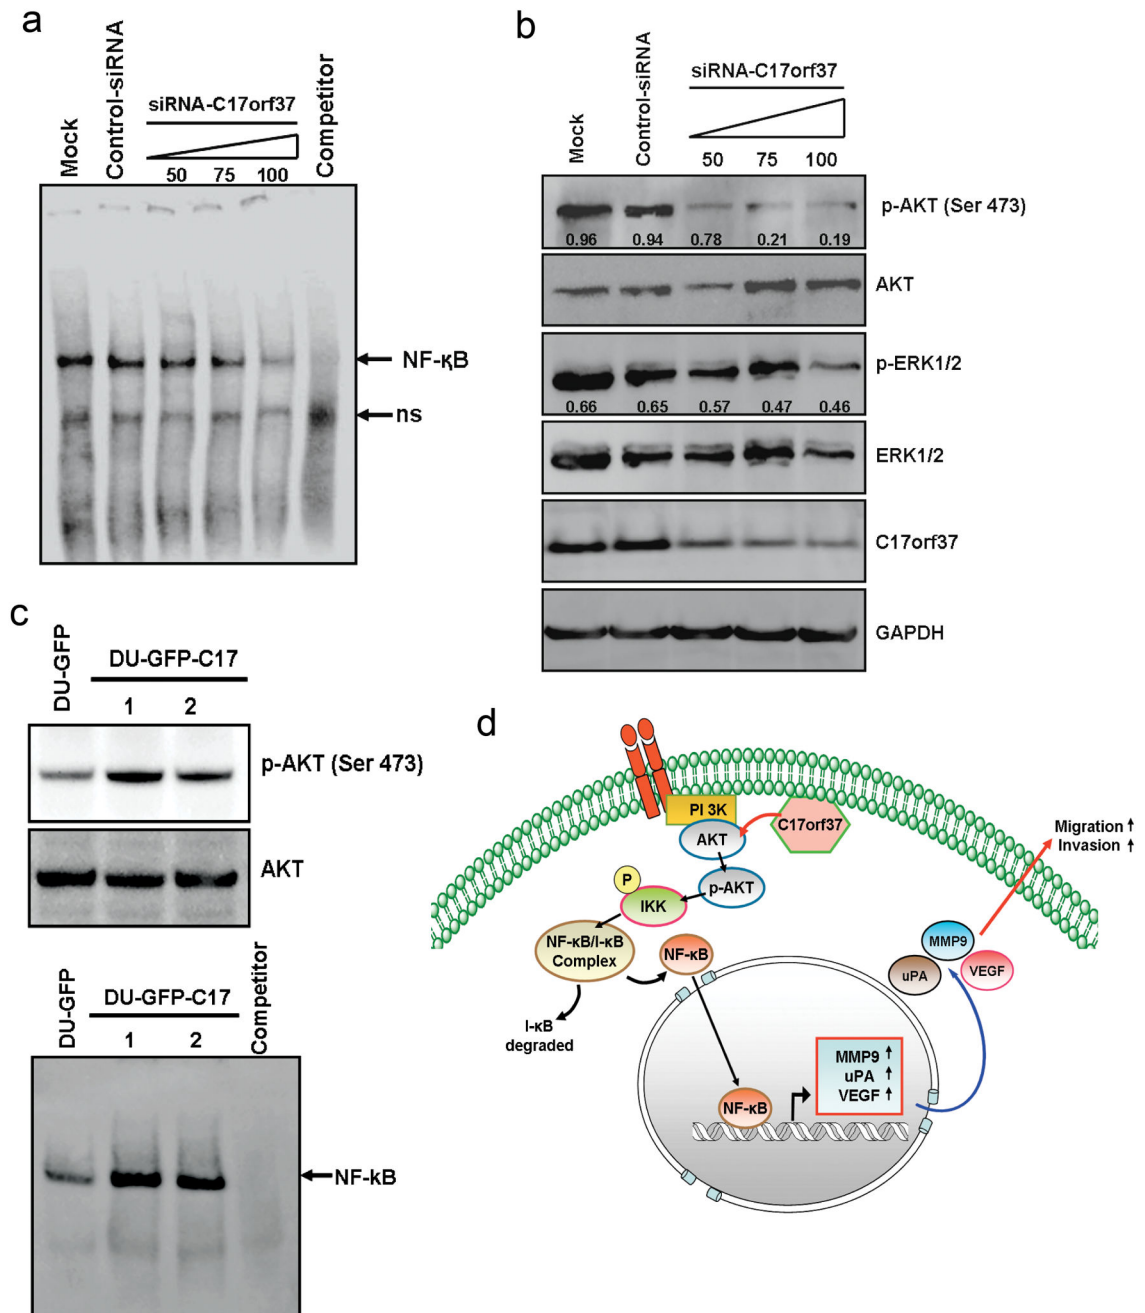 a
Mock
Control-siRNA
siRNA-C17orf37
50 75 100
Competitor
NF-κB
ns
b
Mock
Control-siRNA
siRNA-C17orf37
50 75 100
p-AKT (Ser 473)
0.96 0.94 0.78 0.21 0.19
AKT
p-ERK1/2
0.66 0.65 0.57 0.47 0.46
ERK1/2
C17orf37
GAPDH
c
DU-GFP
DU-GFP-C17
1 2
p-AKT (Ser 473)
AKT
DU-GFP
DU-GFP-C17
1 2
Competitor
NF-kB
d
PI 3K
C17orf37
AKT
p-AKT
P
IKK
NF-κB/I-κB
Complex
NF-κB
I-κB
degraded
NF-κB
MMP9
uPA
VEGF
MMP9
uPA
VEGF
Migration
Invasion